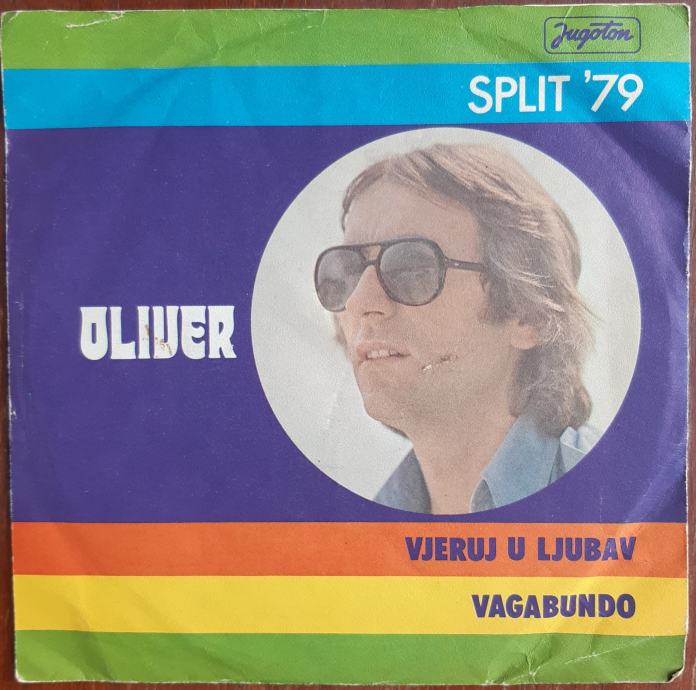 Jugoton
SPLIT '79
OLIVER
VJERUJ U LJUBAV
VAGABUNDO